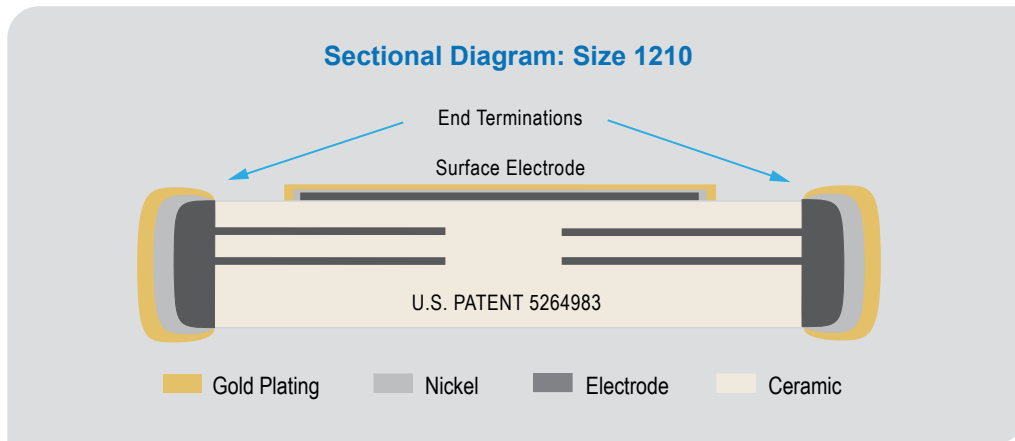 Sectional Diagram: Size 1210
End Terminations
Surface Electrode
U.S. PATENT 5264983
Gold Plating
Nickel
Electrode
Ceramic